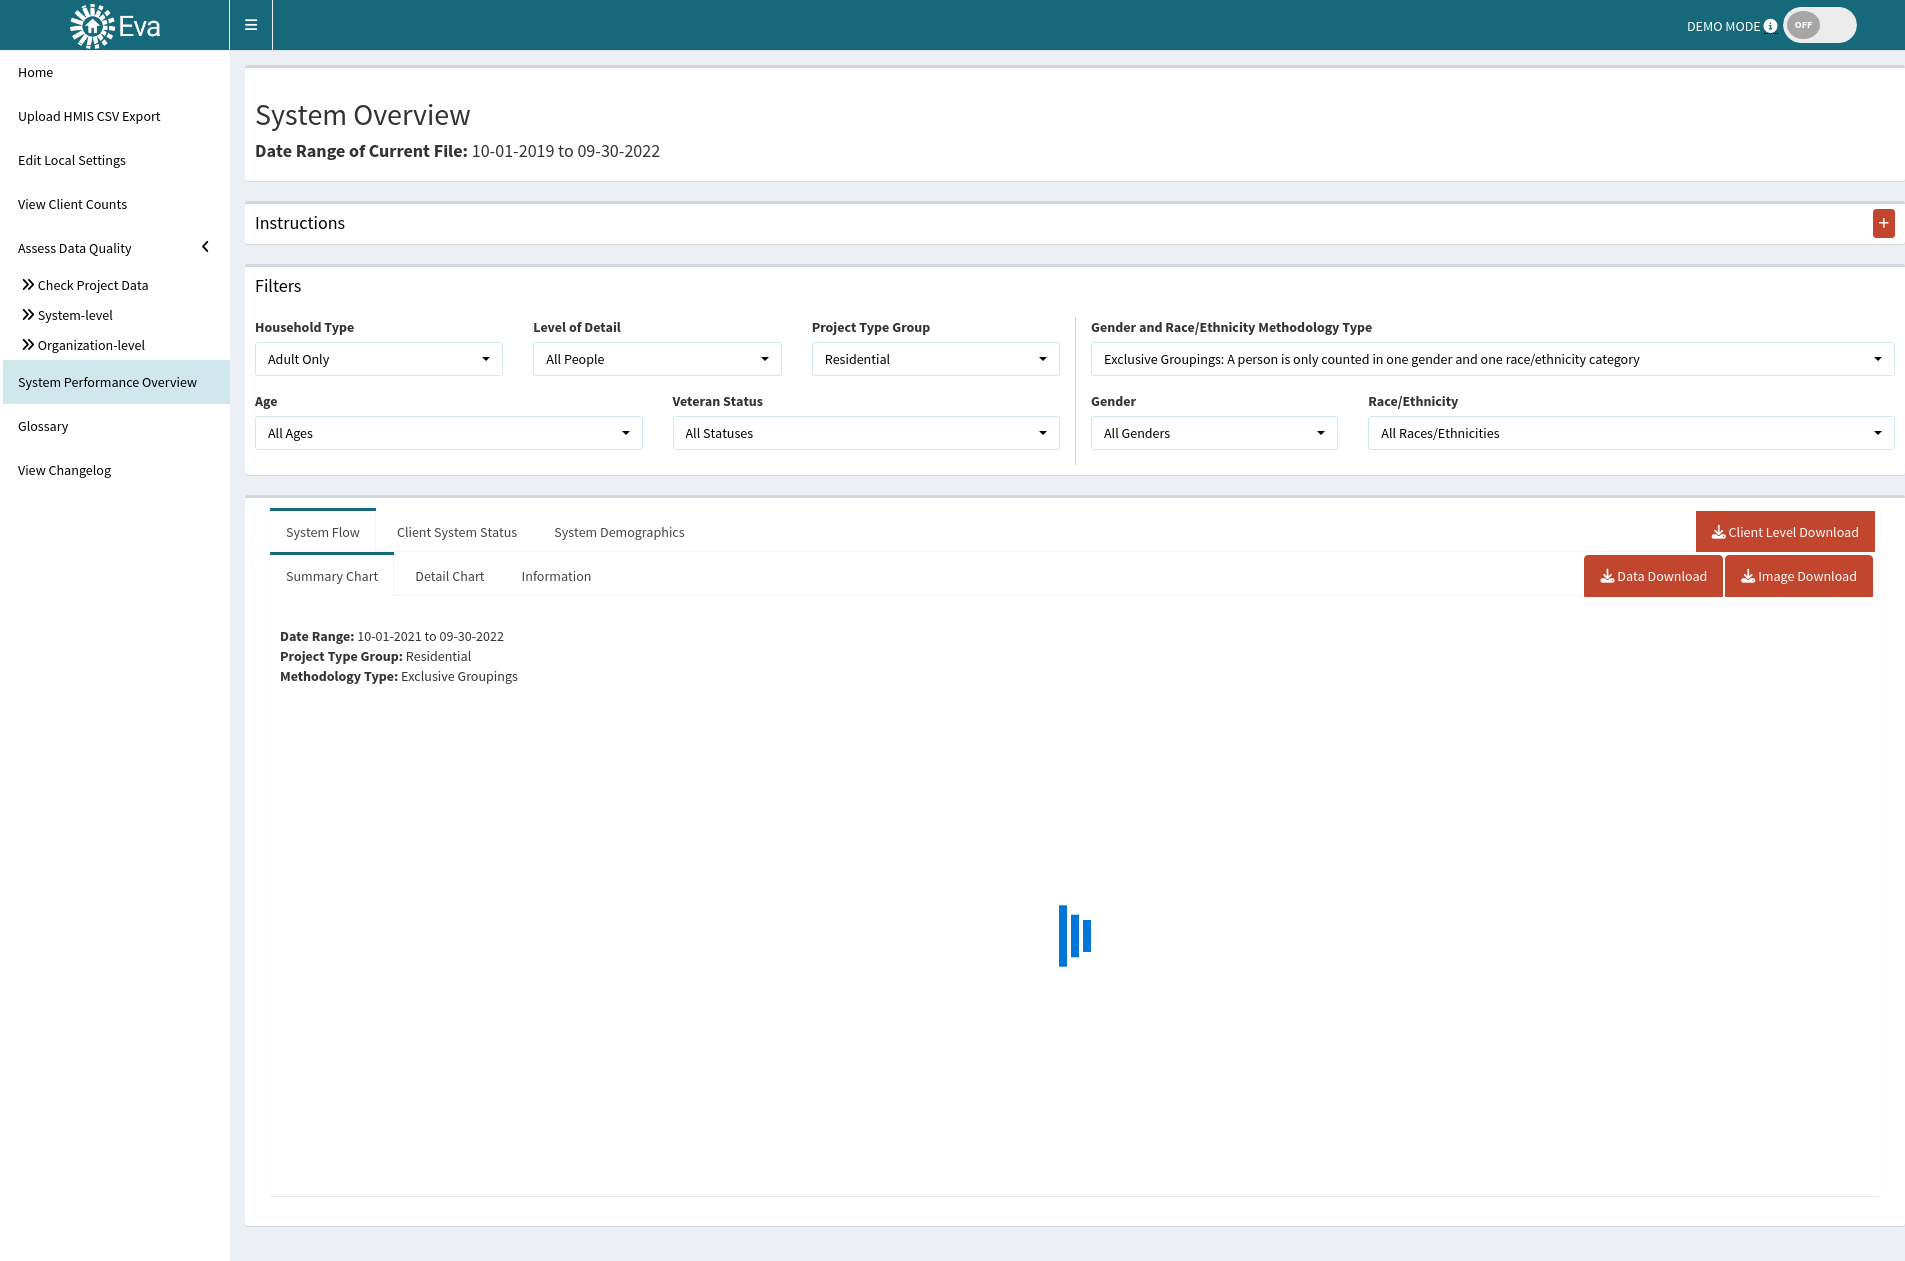 Eva
DEMO MODE
OFF
Home
Upload HMIS CSV Export
Edit Local Settings
View Client Counts
Assess Data Quality
Check Project Data
System-level
Organization-level
System Performance Overview
Glossary
View Changelog
System Overview
Date Range of Current File: 10-01-2019 to 09-30-2022
Instructions
+
Filters
Household Type
Level of Detail
Project Type Group
Gender and Race/Ethnicity Methodology Type
Adult Only
All People
Residential
Exclusive Groupings: A person is only counted in one gender and one race/ethnicity category
Age
Veteran Status
Gender
Race/Ethnicity
All Ages
All Statuses
All Genders
All Races/Ethnicities
System Flow
Client System Status
System Demographics
Client Level Download
Summary Chart
Detail Chart
Information
Data Download
Image Download
Date Range: 10-01-2021 to 09-30-2022
Project Type Group: Residential
Methodology Type: Exclusive Groupings